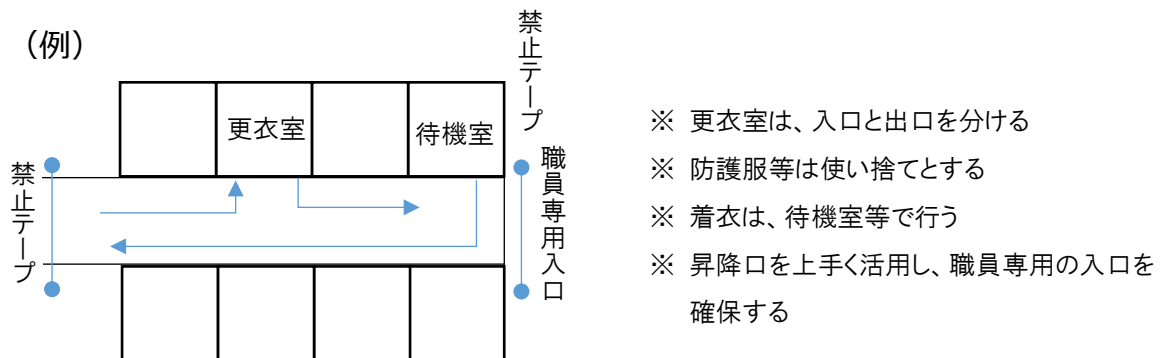 (例)
禁止テープ
更衣室
待機室
禁止テープ
職員専用入口
※ 更衣室は、入口と出口を分ける
※ 防護服等は使い捨てとする
※ 着衣は、待機室等で行う
※ 昇降口を上手く活用し、職員専用の入口を
確保する